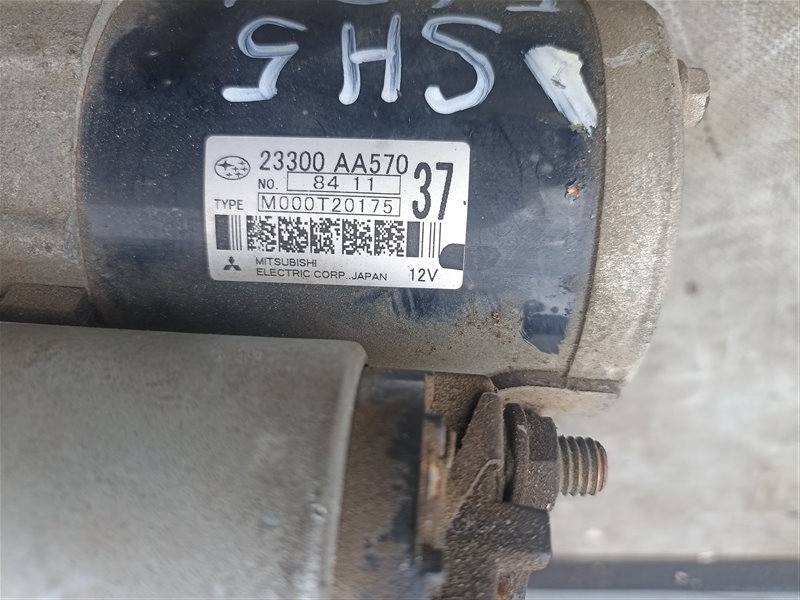 SH5
23300 AA570
37
NO. 84 11
TYPE M000T20175
MITSUBISHI
ELECTRIC CORP., JAPAN 12V